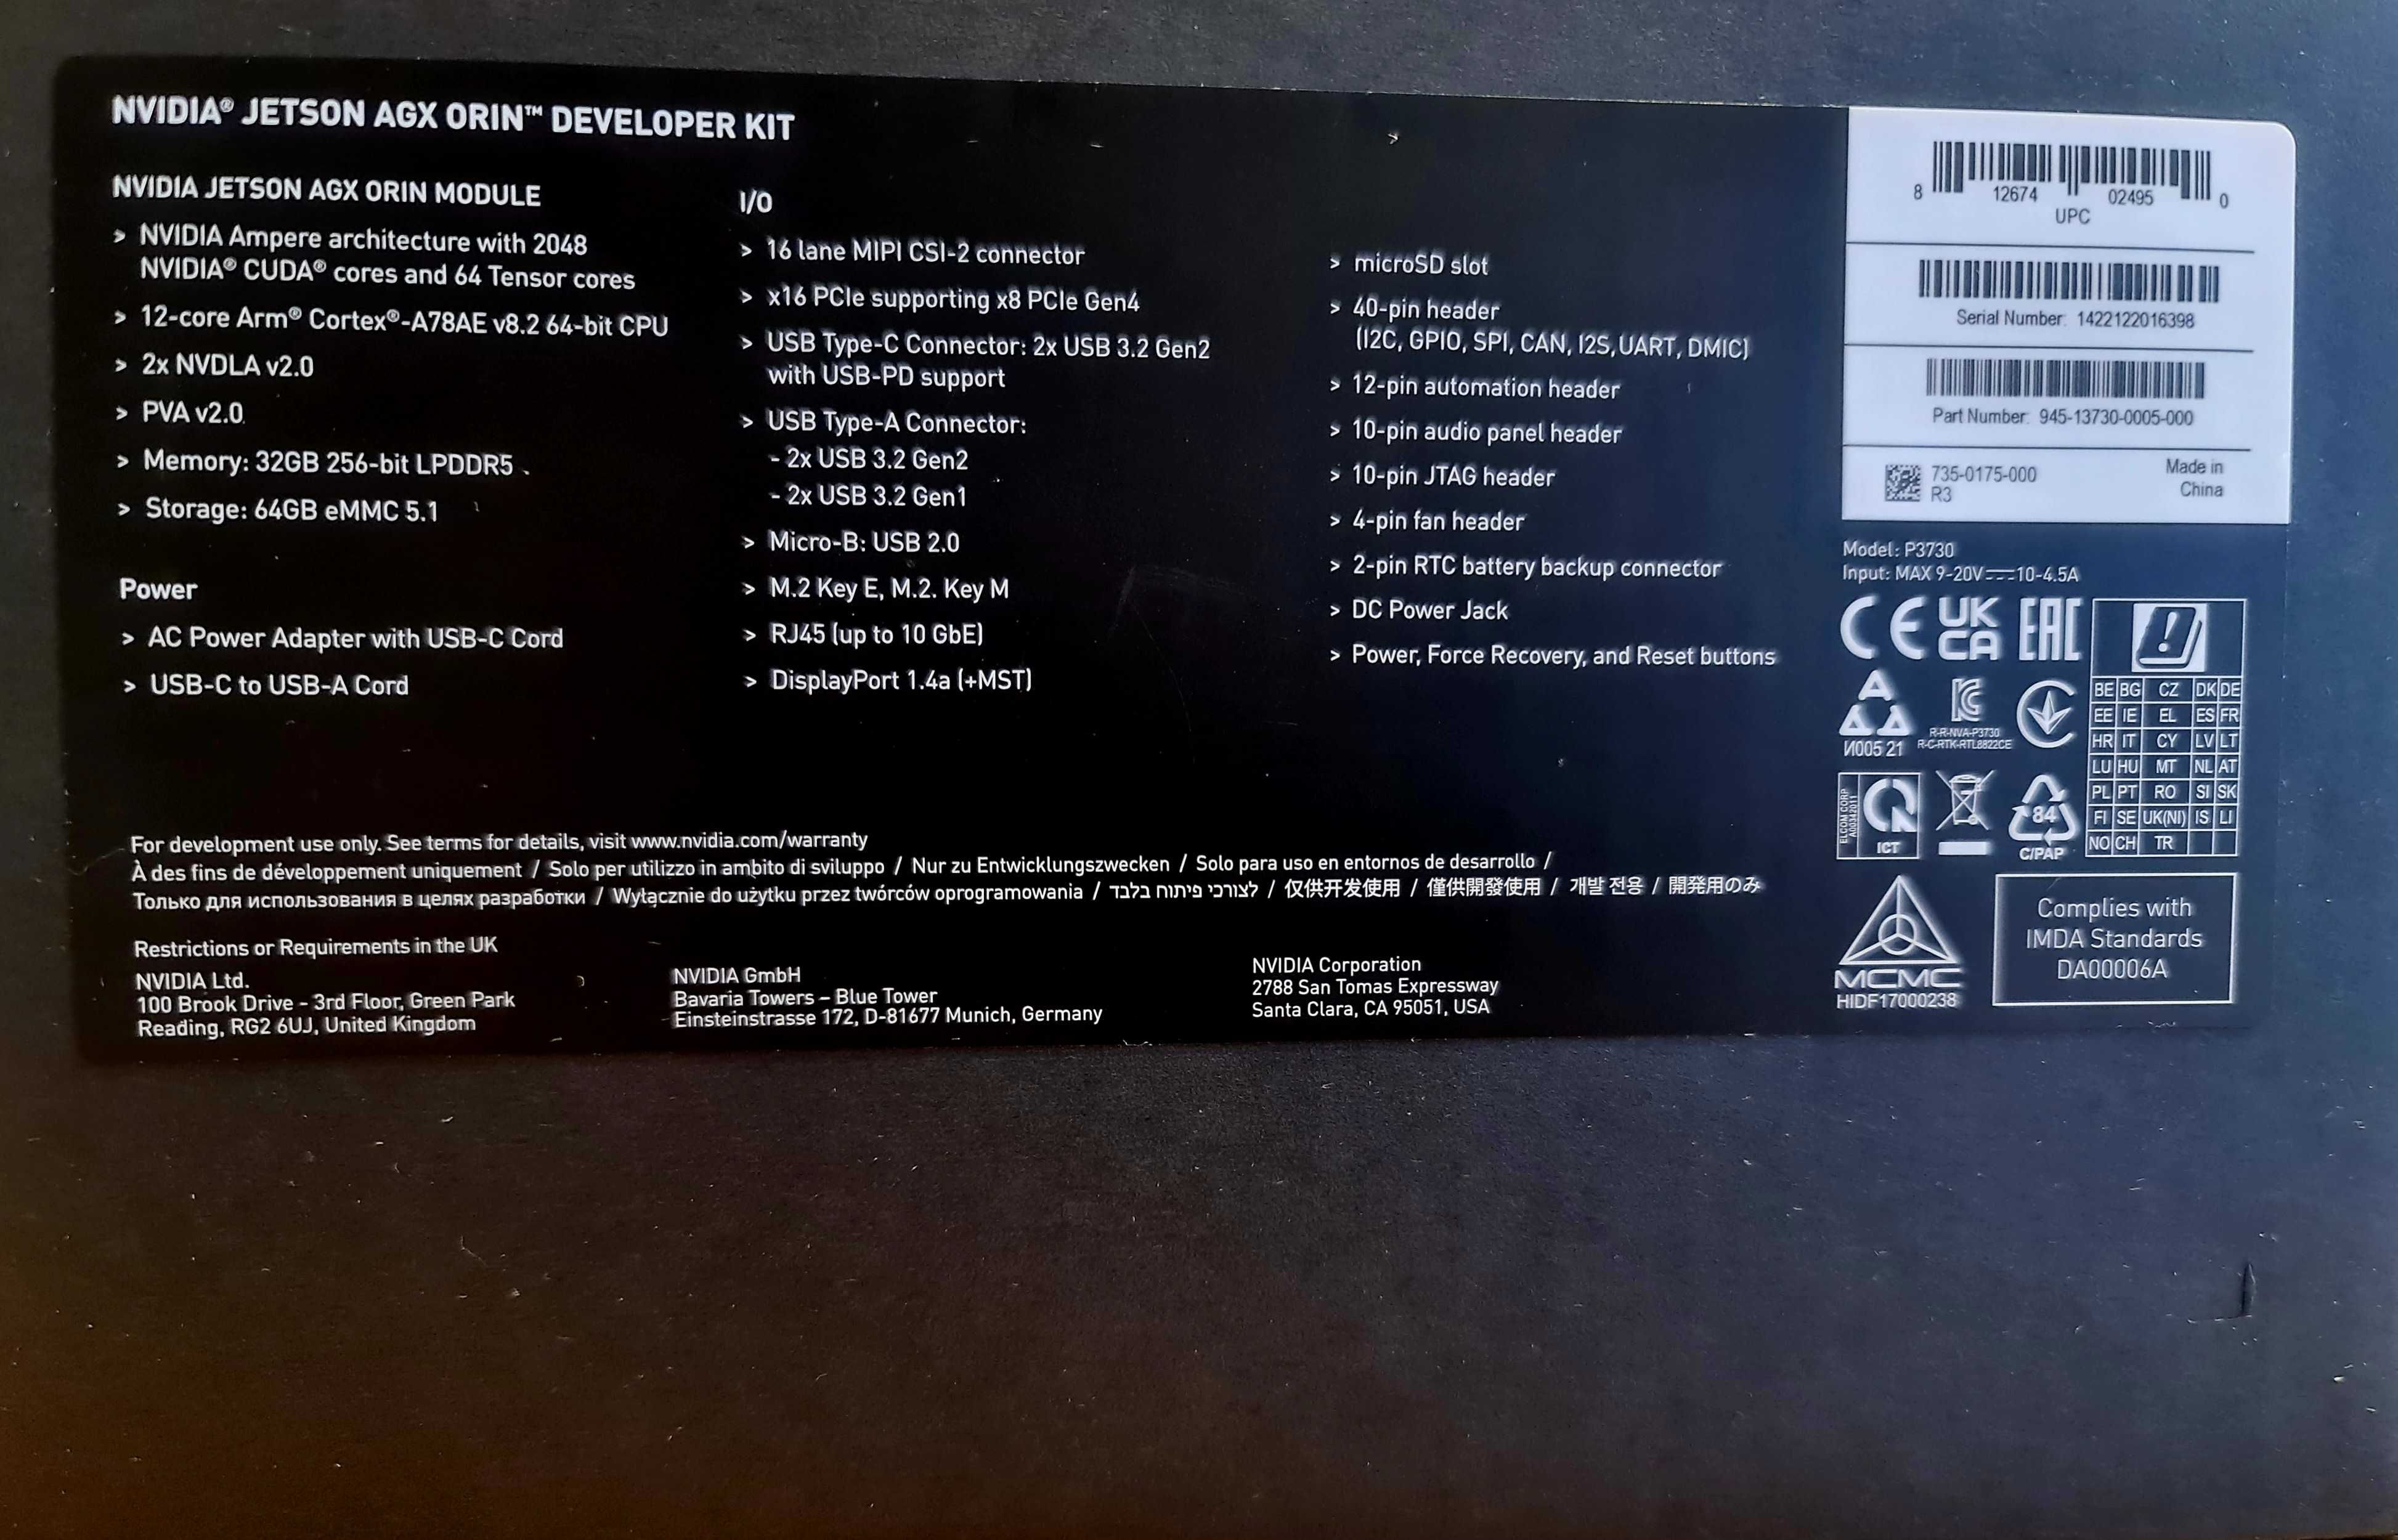 NVIDIA® JETSON AGX ORIN™ DEVELOPER KIT
NVIDIA JETSON AGX ORIN MODULE
> NVIDIA Ampere architecture with 2048
NVIDIA® CUDA® cores and 64 Tensor cores
> 12-core Arm® Cortex®-A78AE v8.2 64-bit CPU
> 2x NVDLA v2.0
> PVA v2.0
> Memory: 32GB 256-bit LPDDR5
> Storage: 64GB eMMC 5.1
Power
> AC Power Adapter with USB-C Cord
> USB-C to USB-A Cord
I/O
> 16 lane MIPI CSI-2 connector
> x16 PCIe supporting x8 PCIe Gen4
> USB Type-C Connector: 2x USB 3.2 Gen2
with USB-PD support
> USB Type-A Connector:
- 2x USB 3.2 Gen2
- 2x USB 3.2 Gen1
> Micro-B: USB 2.0
> M.2 Key E, M.2. Key M
> RJ45 (up to 10 GbE)
> DisplayPort 1.4a (+MST)
> microSD slot
> 40-pin header
(I2C, GPIO, SPI, CAN, I2S,UART, DMIC)
> 12-pin automation header
> 10-pin audio panel header
> 10-pin JTAG header
> 4-pin fan header
> 2-pin RTC battery backup connector
> DC Power Jack
> Power, Force Recovery, and Reset buttons
For development use only. See terms for details, visit www.nvidia.com/warranty
À des fins de développement uniquement / Solo per utilizzo in ambito di sviluppo / Nur zu Entwicklungszwecken / Solo para uso en entornos de desarrollo /
Только для использования в целях разработки / Wyłącznie do użytku przez twórców oprogramowania / לצורכי פיתוח בלבד / 仅供开发使用 / 僅供開發使用 / 개발 전용 / 開発用のみ
Restrictions or Requirements in the UK
NVIDIA Ltd.
100 Brook Drive - 3rd Floor, Green Park
Reading, RG2 6UJ, United Kingdom
NVIDIA GmbH
Bavaria Towers – Blue Tower
Einsteinstrasse 172, D-81677 Munich, Germany
NVIDIA Corporation
2788 San Tomas Expressway
Santa Clara, CA 95051, USA
8 12674 02495 0
UPC
Serial Number: 1422122016398
Part Number: 945-13730-0005-000
735-0175-000
R3
Made in
China
Model: P3730
Input: MAX 9-20V⎓10-4.5A
CE UK CA EAC
A
И005 21
R-R-NVA-P3730
R-C-RTK-RTL8822CE
ELCOM CORP
A00342011
ICT
84
C/PAP
BE BG CZ DK DE
EE IE EL ES FR
HR IT CY LV LT
LU HU MT NL AT
PL PT RO SI SK
FI SE UK(NI) IS LI
NO CH TR
MCMC
HIDF17000238
Complies with
IMDA Standards
DA00006A